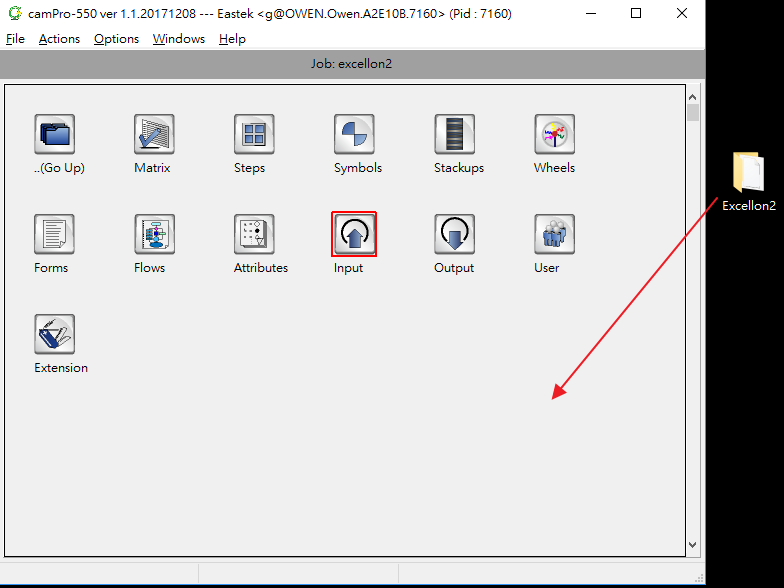 camPro-550 ver 1.1.20171208 --- Eastek <g@OWEN.Owen.A2E10B.7160> (Pid : 7160)
File Actions Options Windows Help
Job: excellon2
..(Go Up) Matrix Steps Symbols Stackups Wheels
Excellon2
Forms Flows Attributes Input Output User
Extension